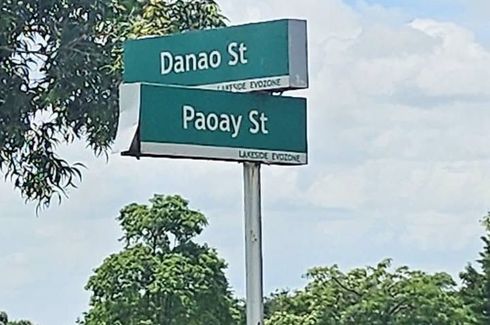 Danao St
LAKESIDE EVOZONE
Paoay St
LAKESIDE EVOZONE